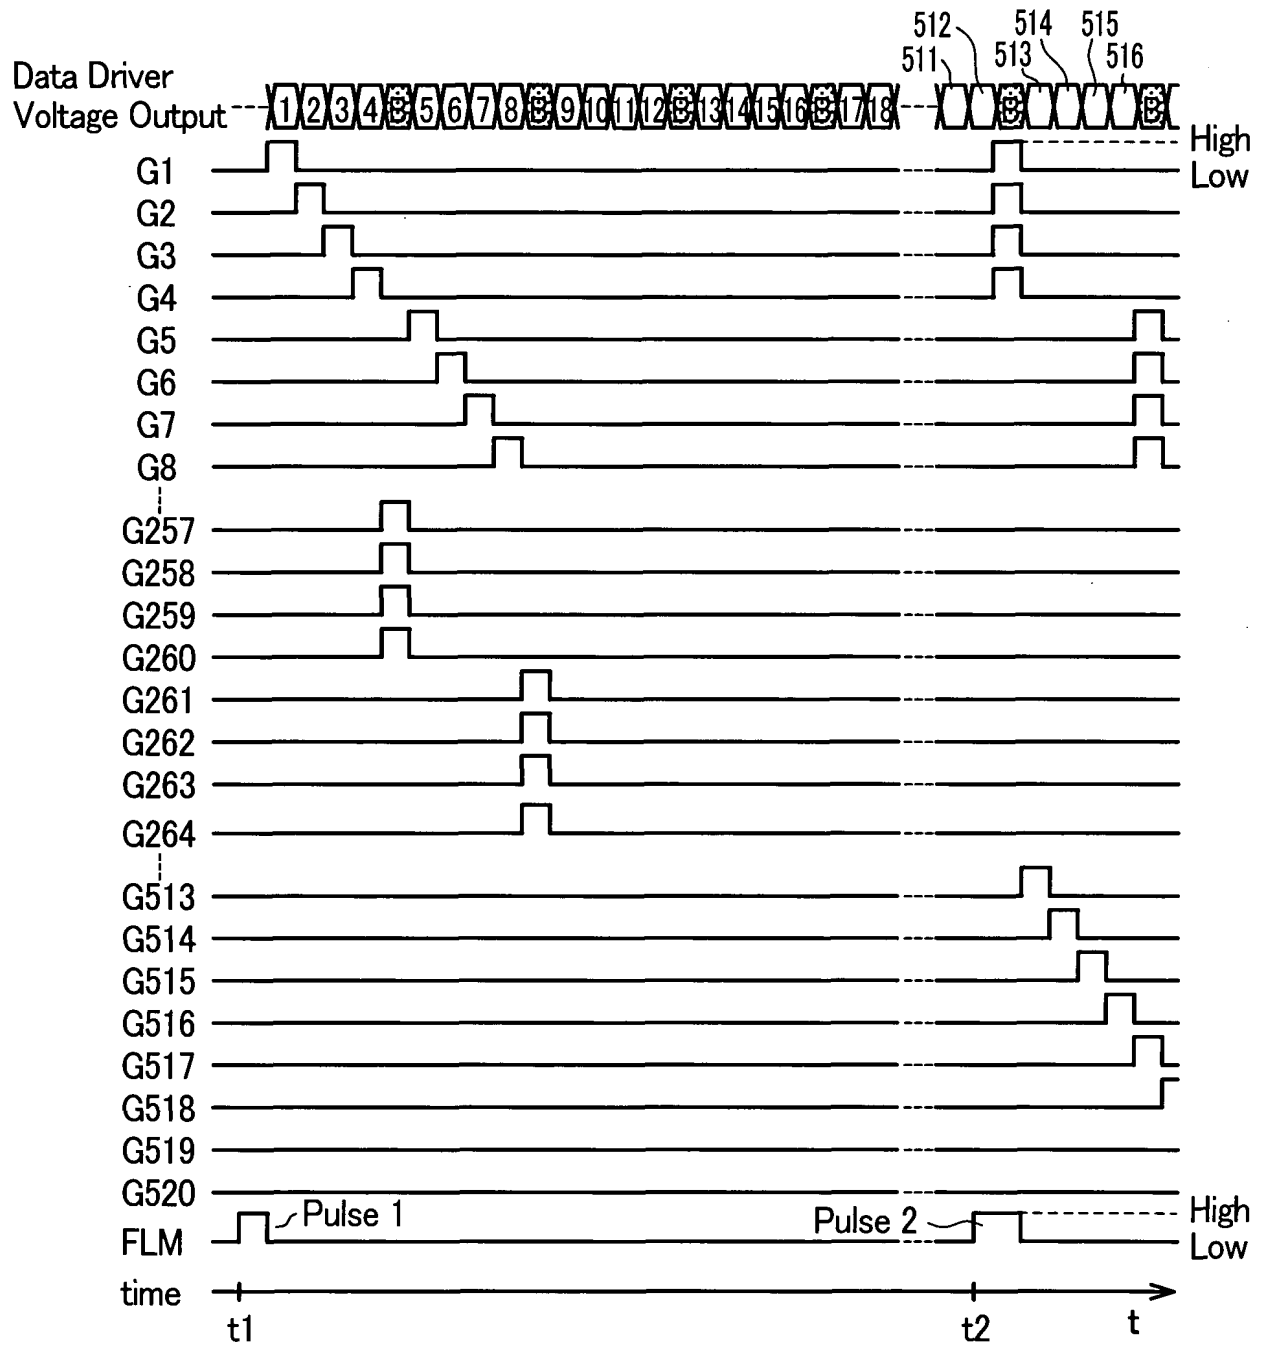 512 514 515
511 513 516
Data Driver
Voltage Output
1 2 3 4 B 5 6 7 8 B 9 10 11 12 B 13 14 15 16 B 17 18 B B
High
G1
Low
G2
G3
G4
G5
G6
G7
G8
G257
G258
G259
G260
G261
G262
G263
G264
G513
G514
G515
G516
G517
G518
G519
G520
Pulse 1 Pulse 2 High
FLM Low
time
t1 t2 t